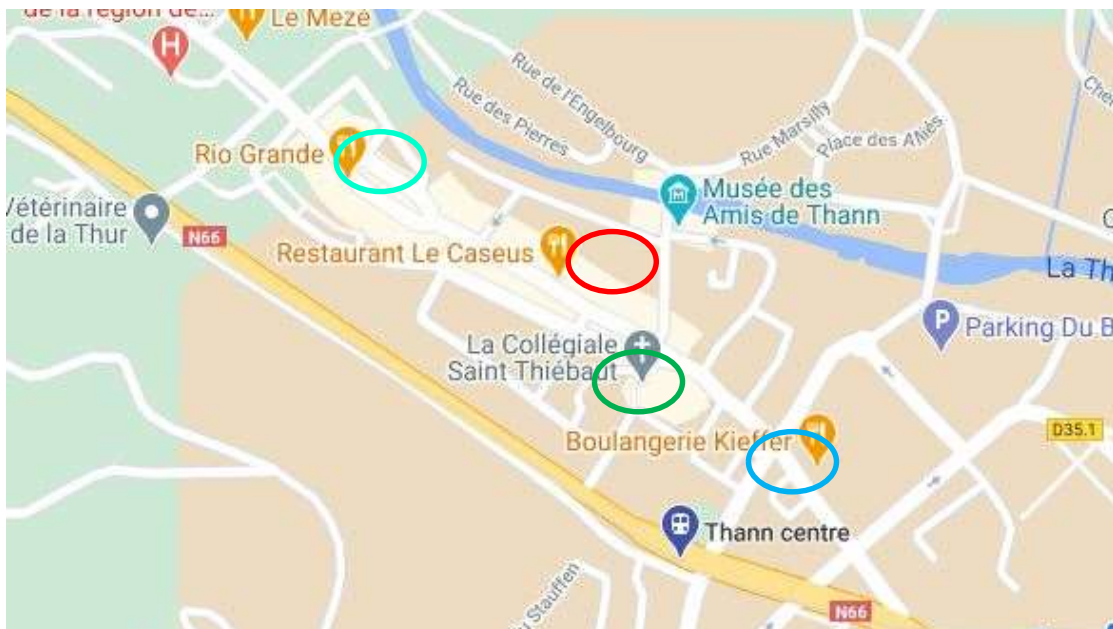 de la région de...
Le Mezé
H
Rue de l'Engelbourg
Rue des Pierres
Rue Marsilly
Place des Alliés
Che
Rio Grande
Vétérinaire
de la Thur
N66
Musée des
Amis de Thann
Restaurant Le Caseus
La Th
P
Parking Du B
La Collégiale
Saint Thiébaut
Boulangerie Kieffer
D35.1
Thann centre
u Stauffen
N66